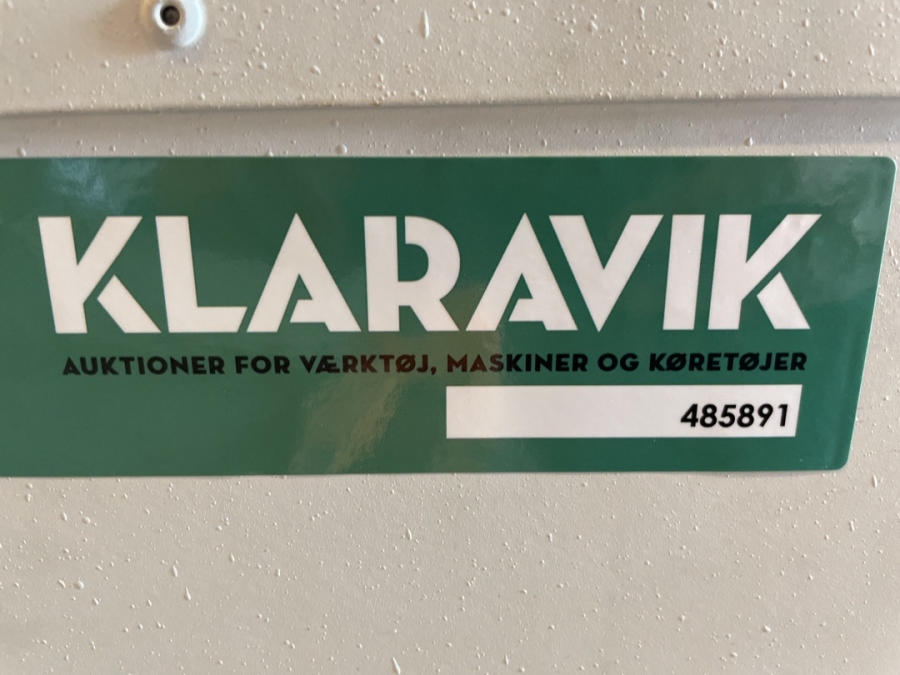 KLARAVIK
AUKTIONER FOR VÆRKTØJ, MASKINER OG KØRETØJER
485891